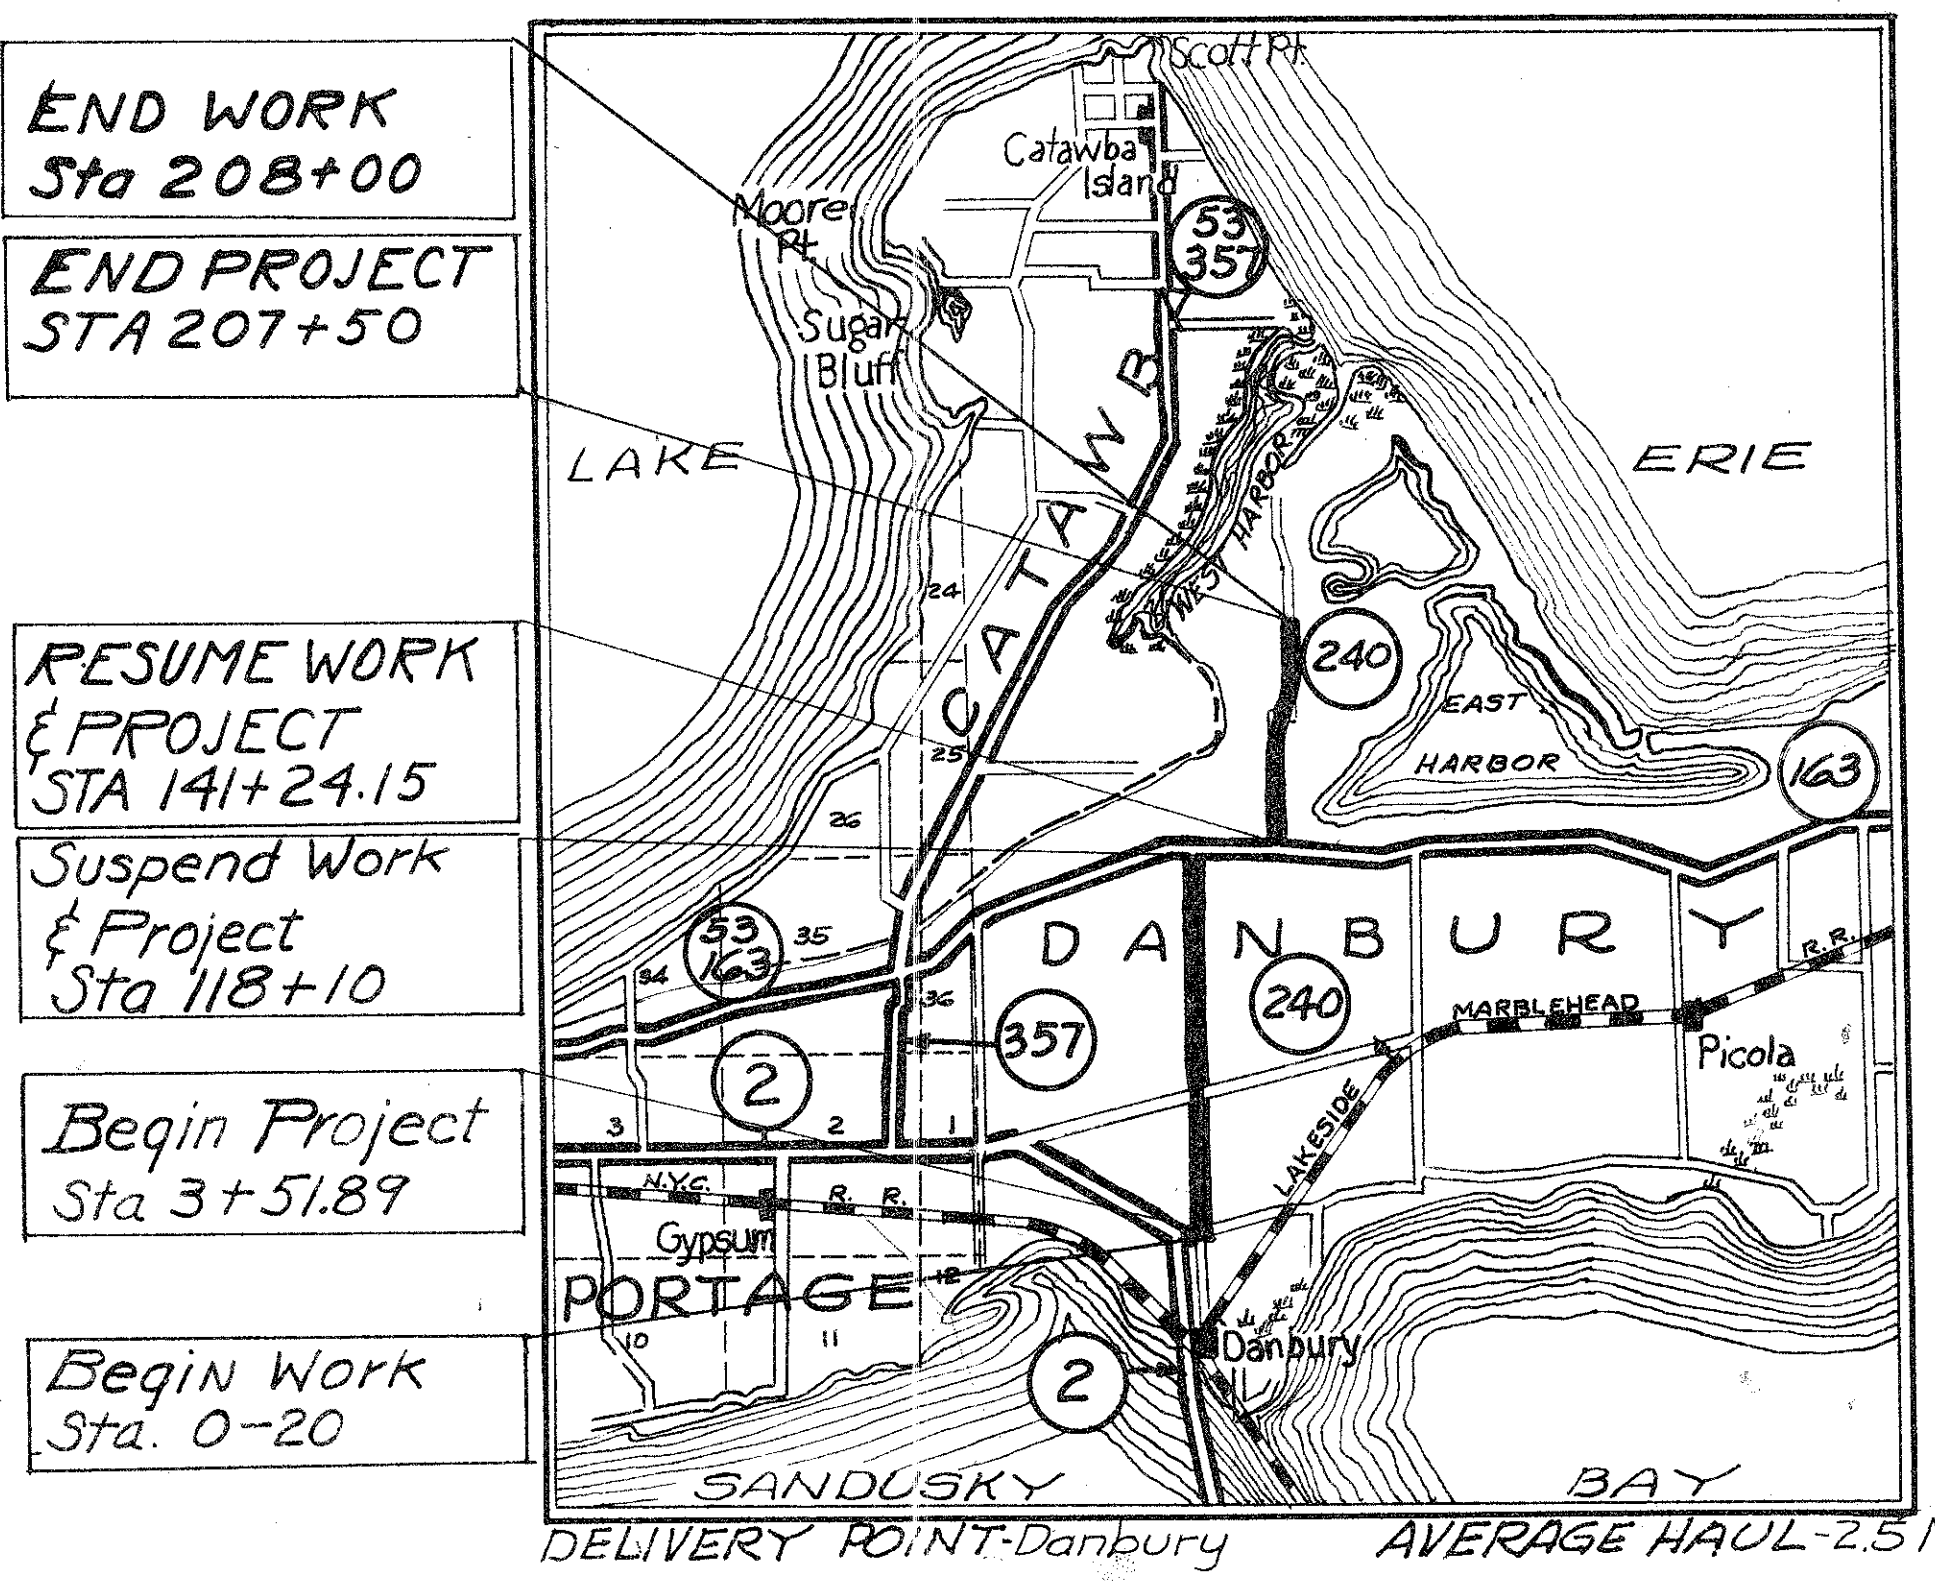 END WORK
Sta 208+00
END PROJECT
STA 207+50
RESUME WORK
& PROJECT
STA 141+24.15
Suspend Work
& Project
Sta 118+10
Begin Project
Sta 3+51.89
Begin Work
Sta. 0-20
Scott Pt.
Catawba
Island
53
357
Moore
Pt.
Sugar
Bluff
LAKE
ERIE
CATAWB
WES HARBOR
24
240
EAST
HARBOR
25
163
26
53
163
35
34
36
DANBURY
R.R.
357
240
MARBLEHEAD
Picola
2
3
2
1
LAKESIDE
N.Y.C. R. R.
Gypsum
12
PORTAGE
10
11
Danbury
2
SANDUSKY BAY
DELIVERY POINT-Danbury AVERAGE HAUL-2.5